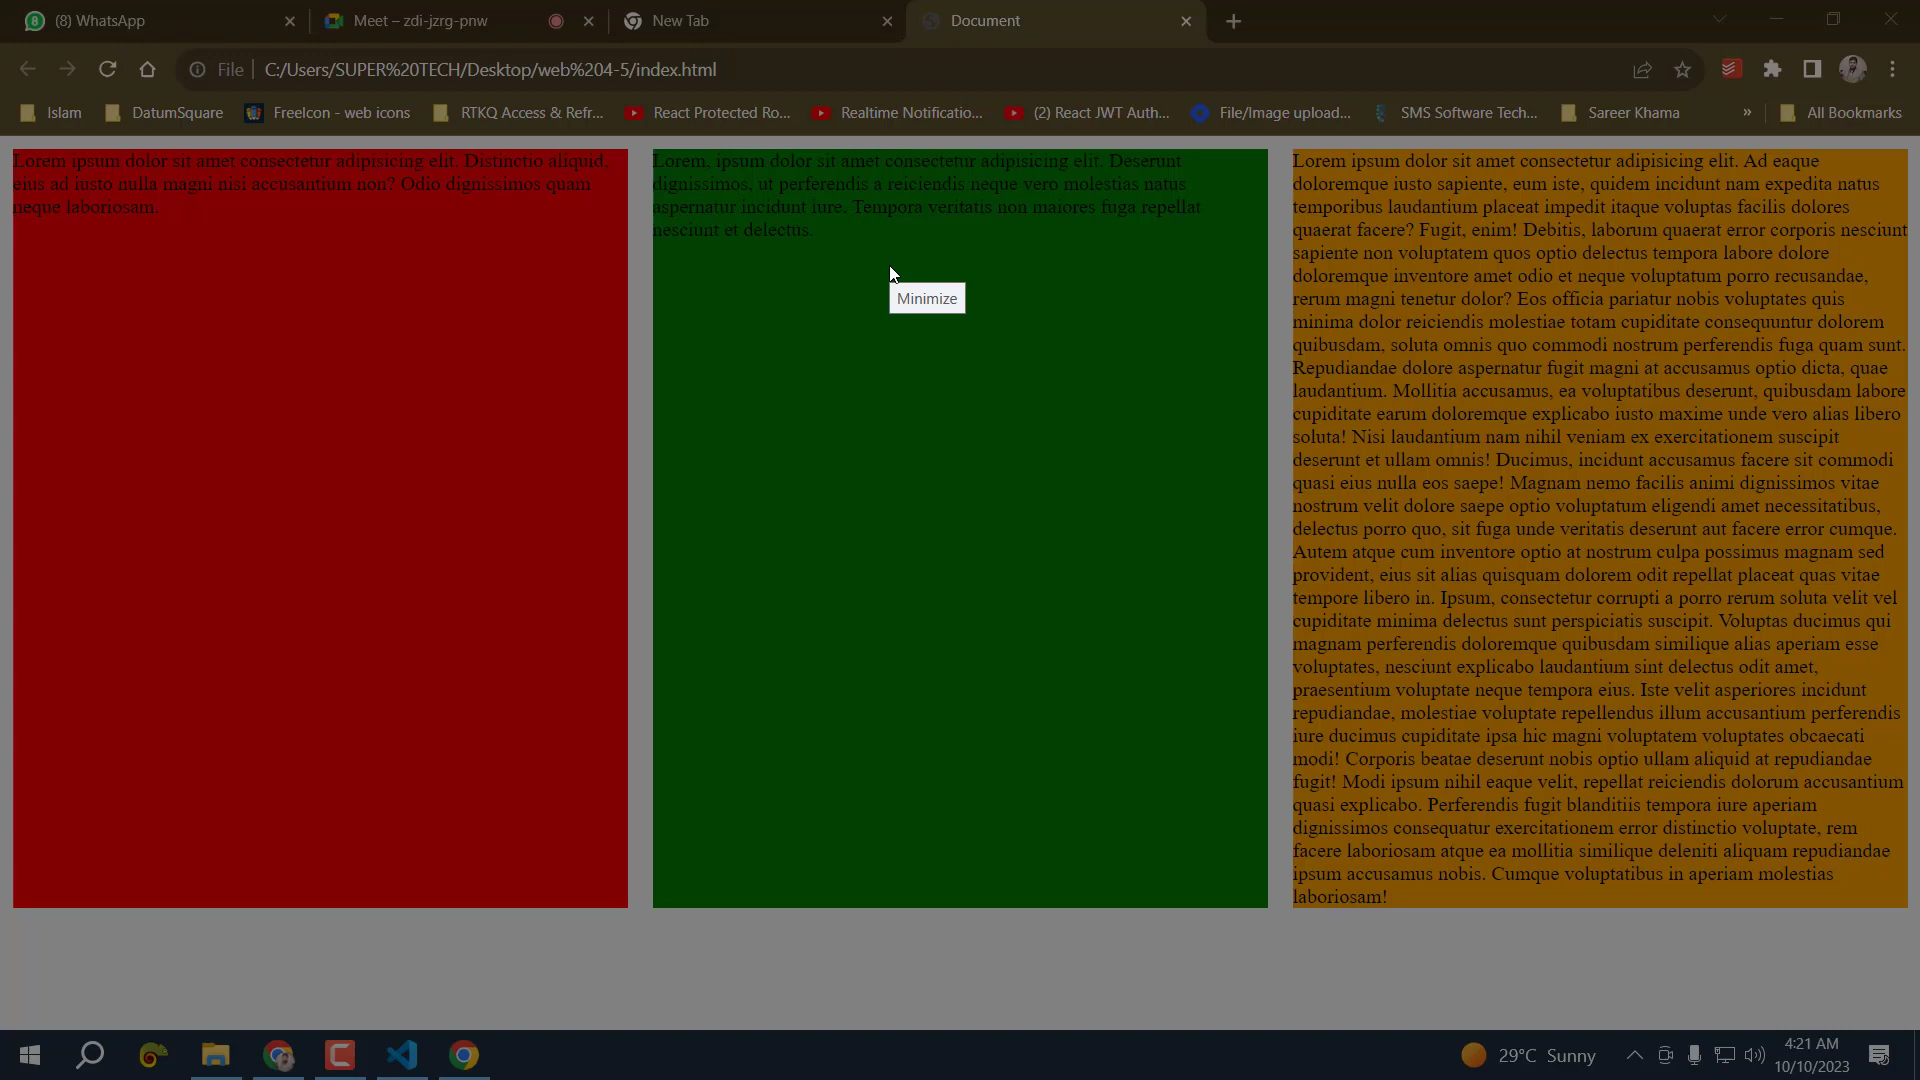 (8) WhatsApp
Meet – zdi-jzrg-pnw
New Tab
Document
File
C:/Users/SUPER%20TECH/Desktop/web%204-5/index.html
Islam
DatumSquare
FreeIcon - web icons
RTKQ Access & Refr...
React Protected Ro...
Realtime Notificatio...
(2) React JWT Auth...
File/Image upload...
SMS Software Tech...
Sareer Khama
»
All Bookmarks
Lorem ipsum dolor sit amet consectetur adipisicing elit. Distinctio aliquid,
eius ad iusto nulla magni nisi accusantium non? Odio dignissimos quam
neque laboriosam.
Lorem, ipsum dolor sit amet consectetur adipisicing elit. Deserunt
dignissimos, ut perferendis a reiciendis neque vero molestias natus
aspernatur incidunt iure. Tempora veritatis non maiores fuga repellat
nesciunt et delectus.
Minimize
Lorem ipsum dolor sit amet consectetur adipisicing elit. Ad eaque
doloremque iusto sapiente, eum iste, quidem incidunt nam expedita natus
temporibus laudantium placeat impedit itaque voluptas facilis dolores
quaerat facere? Fugit, enim! Debitis, laborum quaerat error corporis nesciunt
sapiente non voluptatem quos optio delectus tempora labore dolore
doloremque inventore amet odio et neque voluptatum porro recusandae,
rerum magni tenetur dolor? Eos officia pariatur nobis voluptates quis
minima dolor reiciendis molestiae totam cupiditate consequuntur dolorem
quibusdam, soluta omnis quo commodi nostrum perferendis fuga quam sunt.
Repudiandae dolore aspernatur fugit magni at accusamus optio dicta, quae
laudantium. Mollitia accusamus, ea voluptatibus deserunt, quibusdam labore
cupiditate earum doloremque explicabo iusto maxime unde vero alias libero
soluta! Nisi laudantium nam nihil veniam ex exercitationem suscipit
deserunt et ullam omnis! Ducimus, incidunt accusamus facere sit commodi
quasi eius nulla eos saepe! Magnam nemo facilis animi dignissimos vitae
nostrum velit dolore saepe optio voluptatum eligendi amet necessitatibus,
delectus porro quo, sit fuga unde veritatis deserunt aut facere error cumque.
Autem atque cum inventore optio at nostrum culpa possimus magnam sed
provident, eius sit alias quisquam dolorem odit repellat placeat quas vitae
tempore libero in. Ipsum, consectetur corrupti a porro rerum soluta velit vel
cupiditate minima delectus sunt perspiciatis suscipit. Voluptas ducimus qui
magnam perferendis doloremque quibusdam similique alias aperiam esse
voluptates, nesciunt explicabo laudantium sint delectus odit amet,
praesentium voluptate neque tempora eius. Iste velit asperiores incidunt
repudiandae, molestiae voluptate repellendus illum accusantium perferendis
iure ducimus cupiditate ipsa hic magni voluptatem voluptates obcaecati
modi! Corporis beatae deserunt nobis optio ullam aliquid at repudiandae
fugit! Modi ipsum nihil eaque velit, repellat reiciendis dolorum accusantium
quasi explicabo. Perferendis fugit blanditiis tempora iure aperiam
dignissimos consequatur exercitationem error distinctio voluptate, rem
facere laboriosam atque ea mollitia similique deleniti aliquam repudiandae
ipsum accusamus nobis. Cumque voluptatibus in aperiam molestias
laboriosam!
29°C Sunny
4:21 AM
10/10/2023